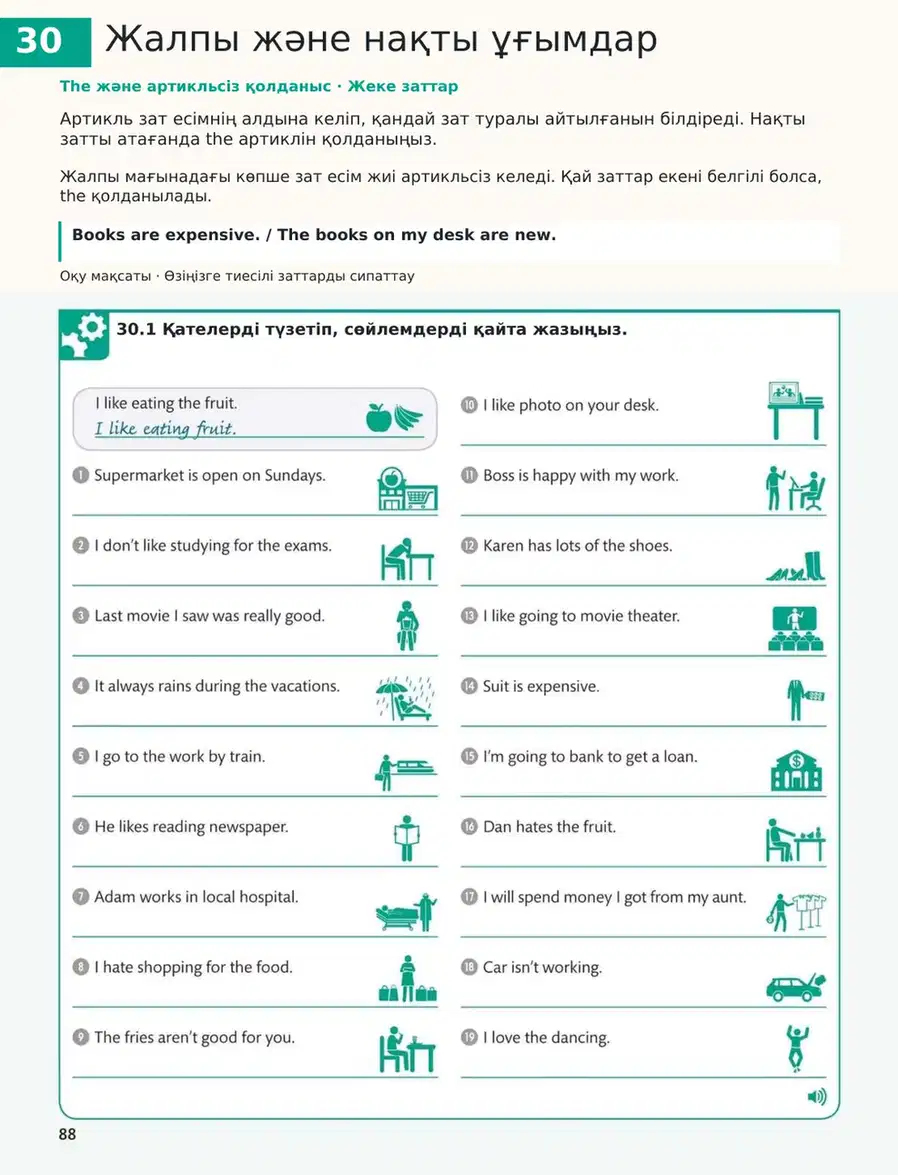 30
Жалпы және нақты ұғымдар
The және артикльсіз қолданыс · Жеке заттар
Артикль зат есімнің алдына келіп, қандай зат туралы айтылғанын білдіреді. Нақты
затты атағанда the артиклін қолданыңыз.
Жалпы мағынадағы көпше зат есім жиі артикльсіз келеді. Қай заттар екені белгілі болса,
the қолданылады.
Books are expensive. / The books on my desk are new.
Оқу мақсаты · Өзіңізге тиесілі заттарды сипаттау
30.1 Қателерді түзетіп, сөйлемдерді қайта жазыңыз.
I like eating the fruit.
I like eating fruit.
1 Supermarket is open on Sundays.
2 I don't like studying for the exams.
3 Last movie I saw was really good.
4 It always rains during the vacations.
5 I go to the work by train.
6 He likes reading newspaper.
7 Adam works in local hospital.
8 I hate shopping for the food.
9 The fries aren't good for you.
10 I like photo on your desk.
11 Boss is happy with my work.
12 Karen has lots of the shoes.
13 I like going to movie theater.
14 Suit is expensive.
15 I'm going to bank to get a loan.
16 Dan hates the fruit.
17 I will spend money I got from my aunt.
18 Car isn't working.
19 I love the dancing.
88